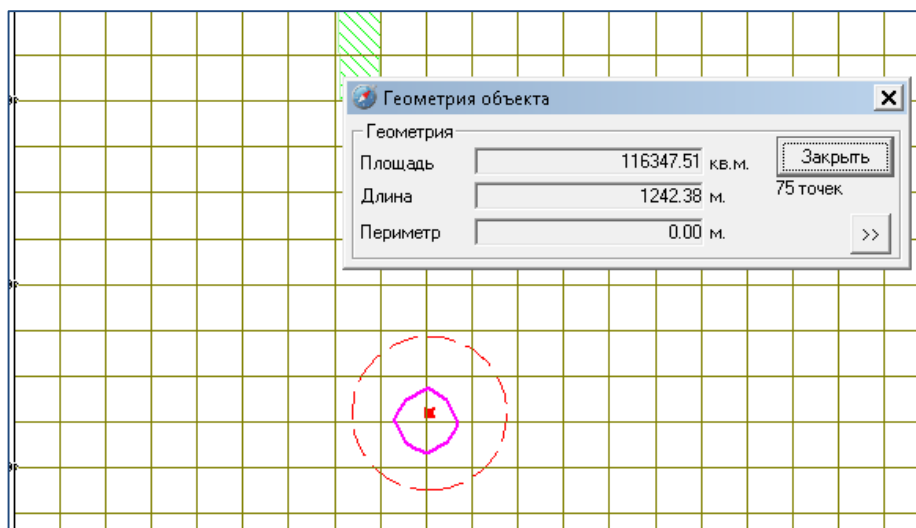 Геометрия объекта
Геометрия
Площадь 116347.51 кв.м.
Закрыть
Длина 1242.38 м.
75 точек
Периметр 0.00 м.
>>